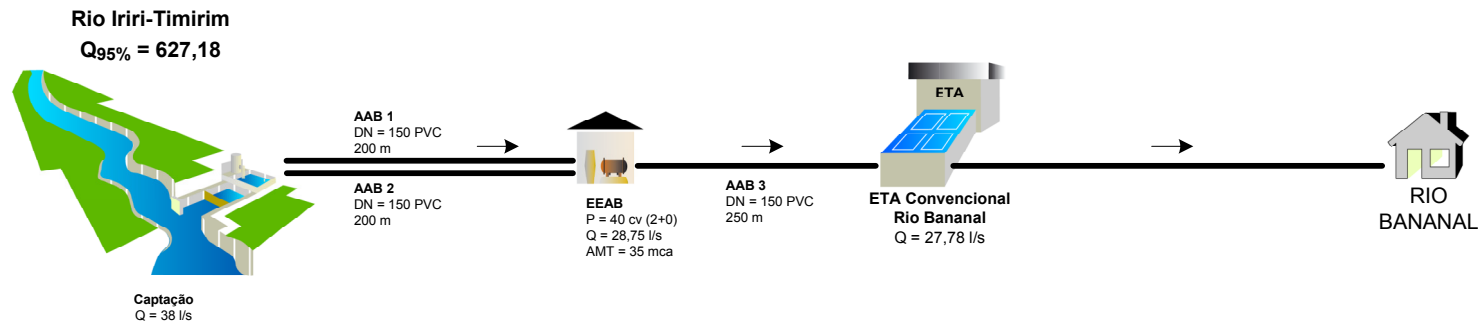 Rio Iriri-Timirim
Q95% = 627,18
AAB 1
DN = 150 PVC
200 m
AAB 2
DN = 150 PVC
200 m
Captação
Q = 38 l/s
EEAB
P = 40 cv (2+0)
Q = 28,75 l/s
AMT = 35 mca
AAB 3
DN = 150 PVC
250 m
ETA
ETA Convencional
Rio Bananal
Q = 27,78 l/s
RIO
BANANAL